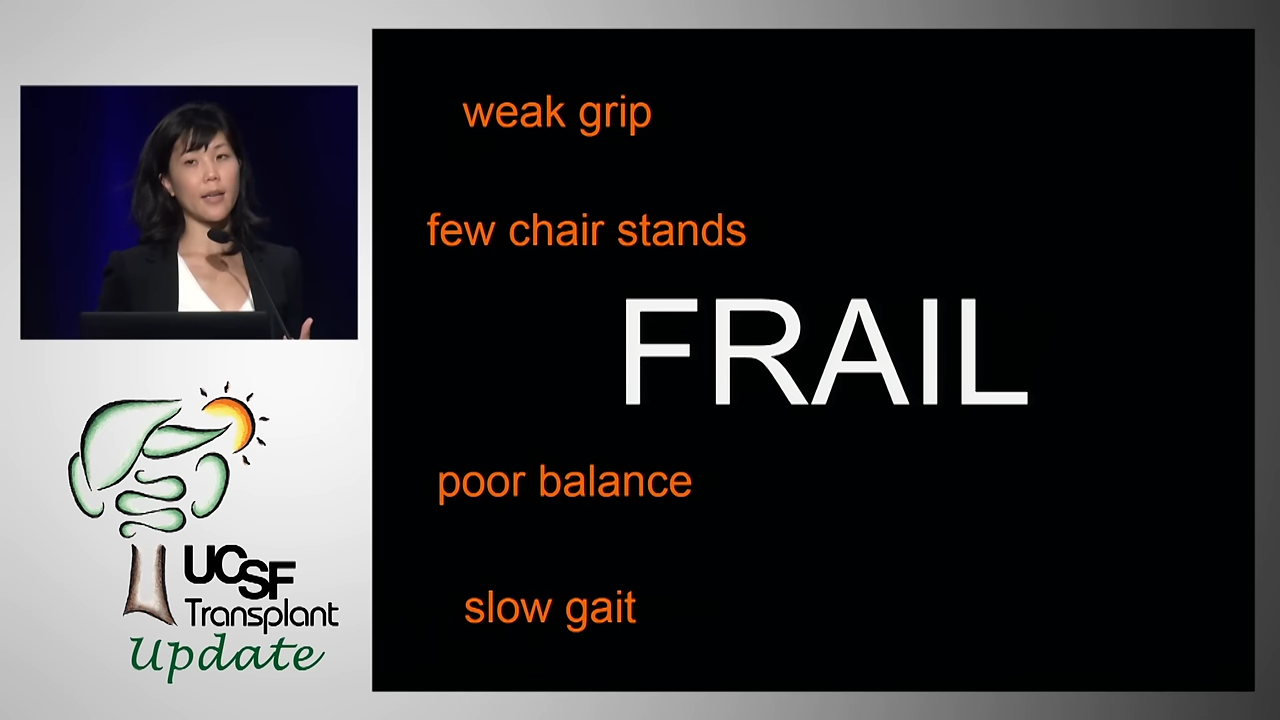 weak grip
few chair stands
FRAIL
poor balance
slow gait
UCSF
Transplant
Update